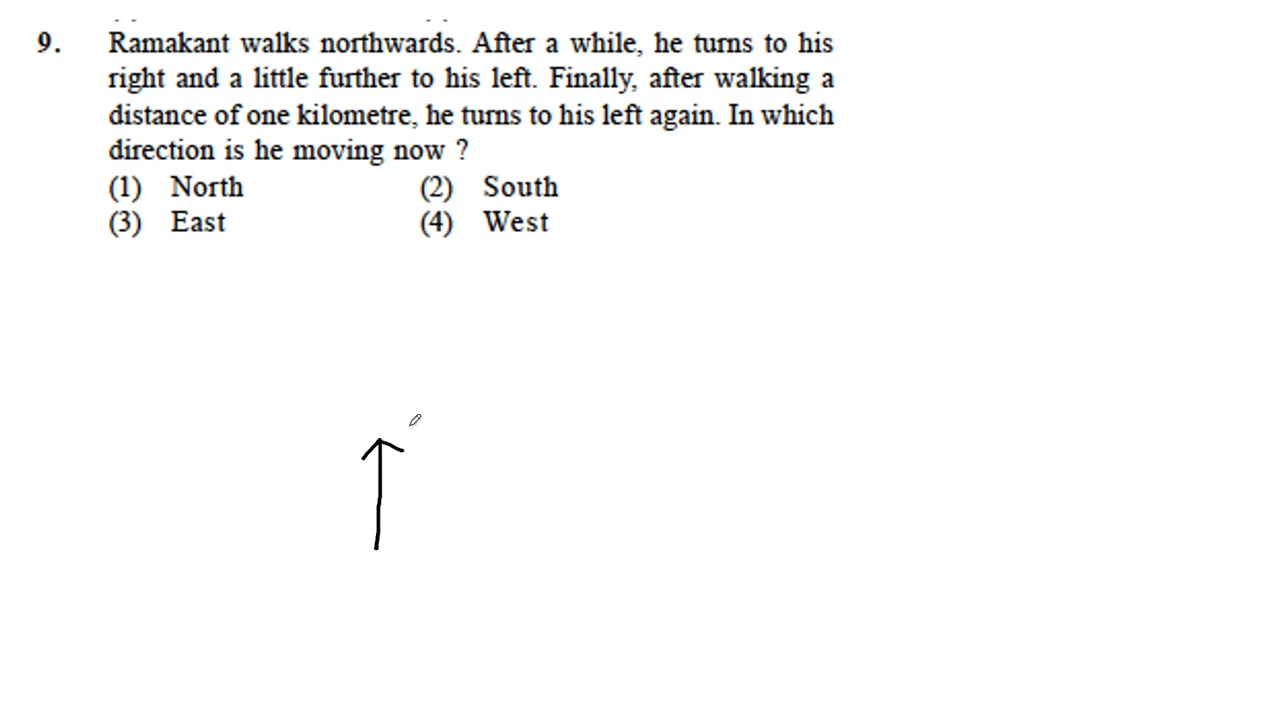 9. Ramakant walks northwards. After a while, he turns to his
right and a little further to his left. Finally, after walking a
distance of one kilometre, he turns to his left again. In which
direction is he moving now ?
(1) North (2) South
(3) East (4) West